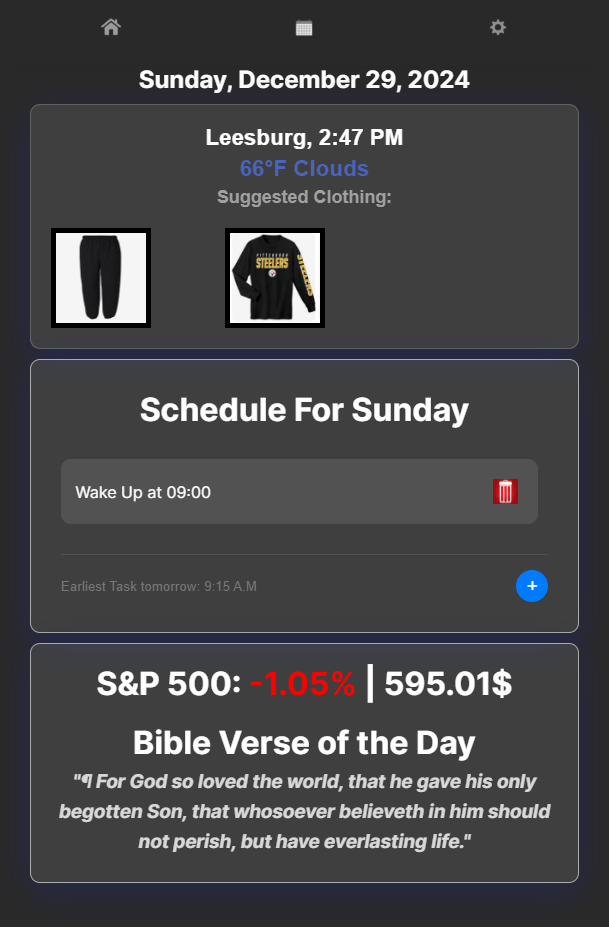 Sunday, December 29, 2024
Leesburg, 2:47 PM
66°F Clouds
Suggested Clothing:
PITTSBURGH
STEELERS
STEELERS
Schedule For Sunday
Wake Up at 09:00
Earliest Task tomorrow: 9:15 A.M
+
S&P 500: -1.05% | 595.01$
Bible Verse of the Day
"¶ For God so loved the world, that he gave his only
begotten Son, that whosoever believeth in him should
not perish, but have everlasting life."